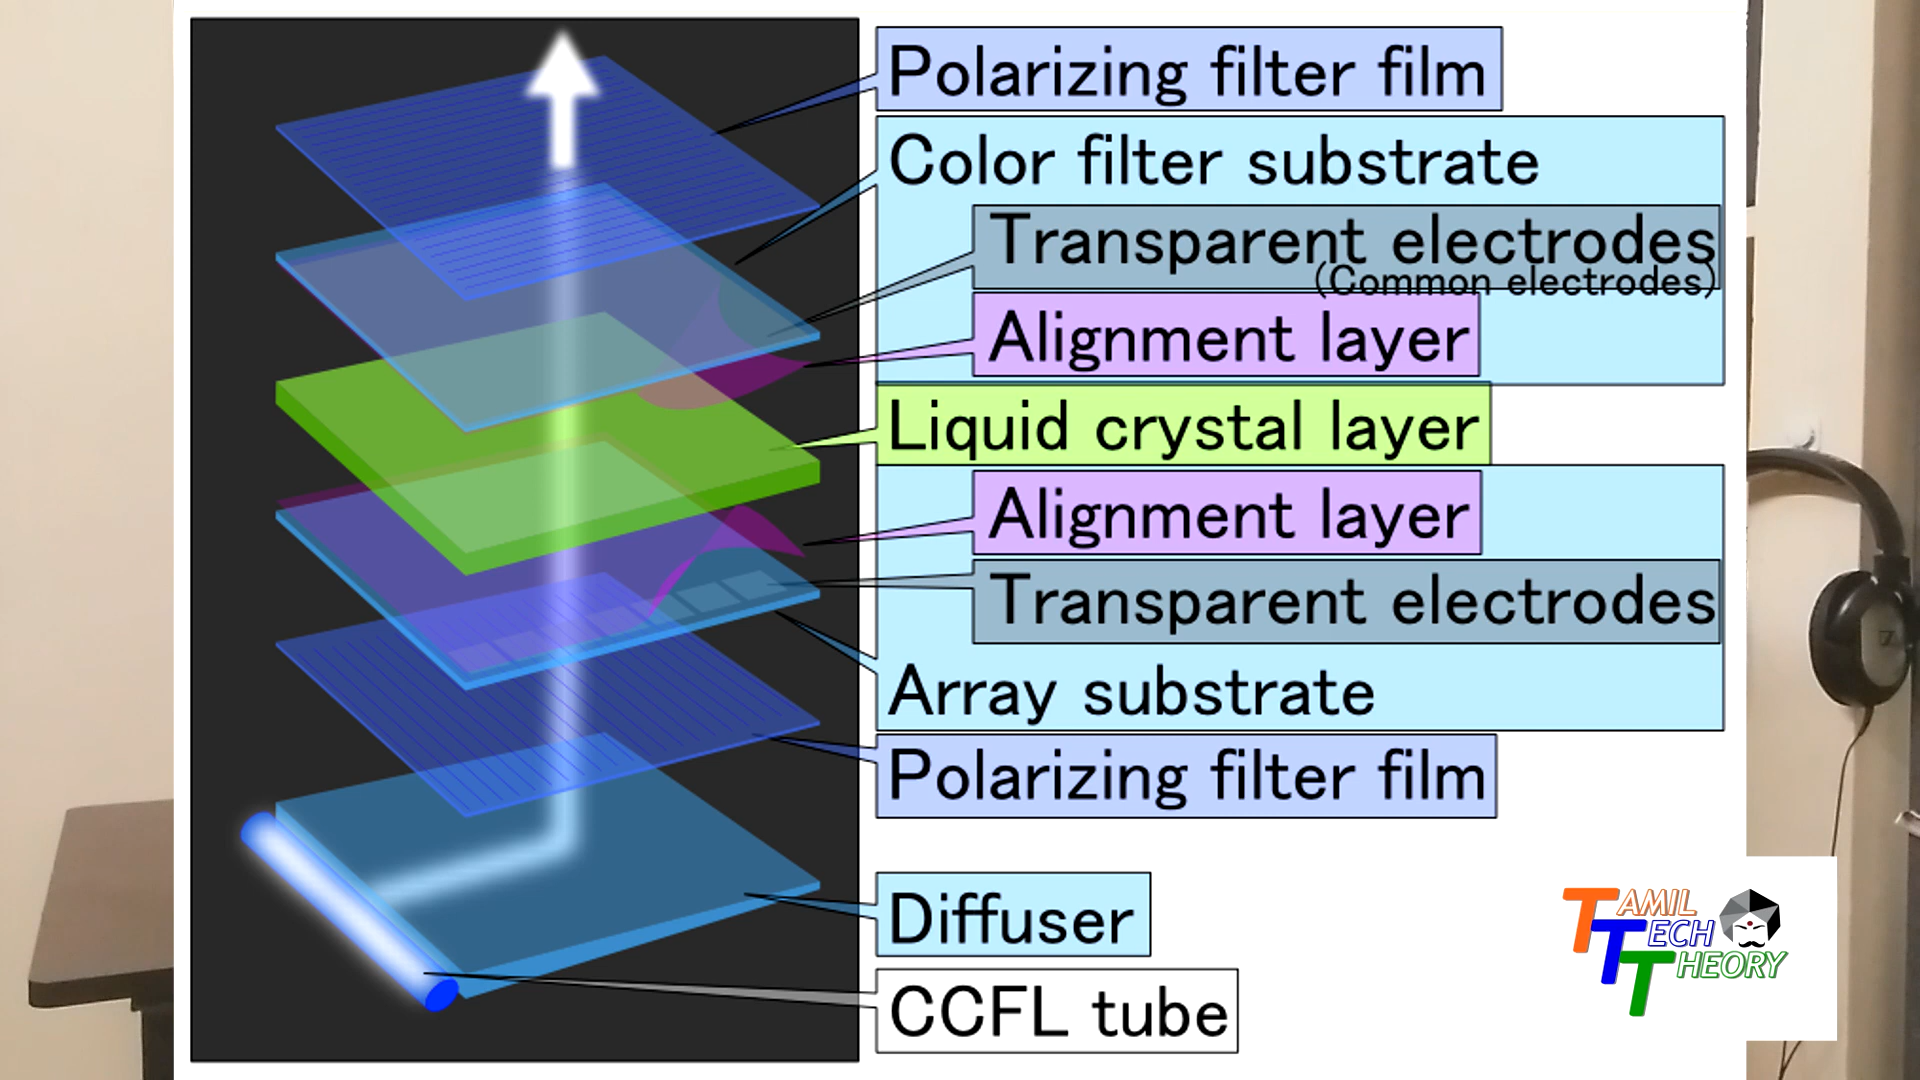 Polarizing filter film
Color filter substrate
Transparent electrodes
(Common electrodes)
Alignment layer
Liquid crystal layer
Alignment layer
Transparent electrodes
Array substrate
Polarizing filter film
Diffuser
CCFL tube
TAMIL
TECH
THEORY